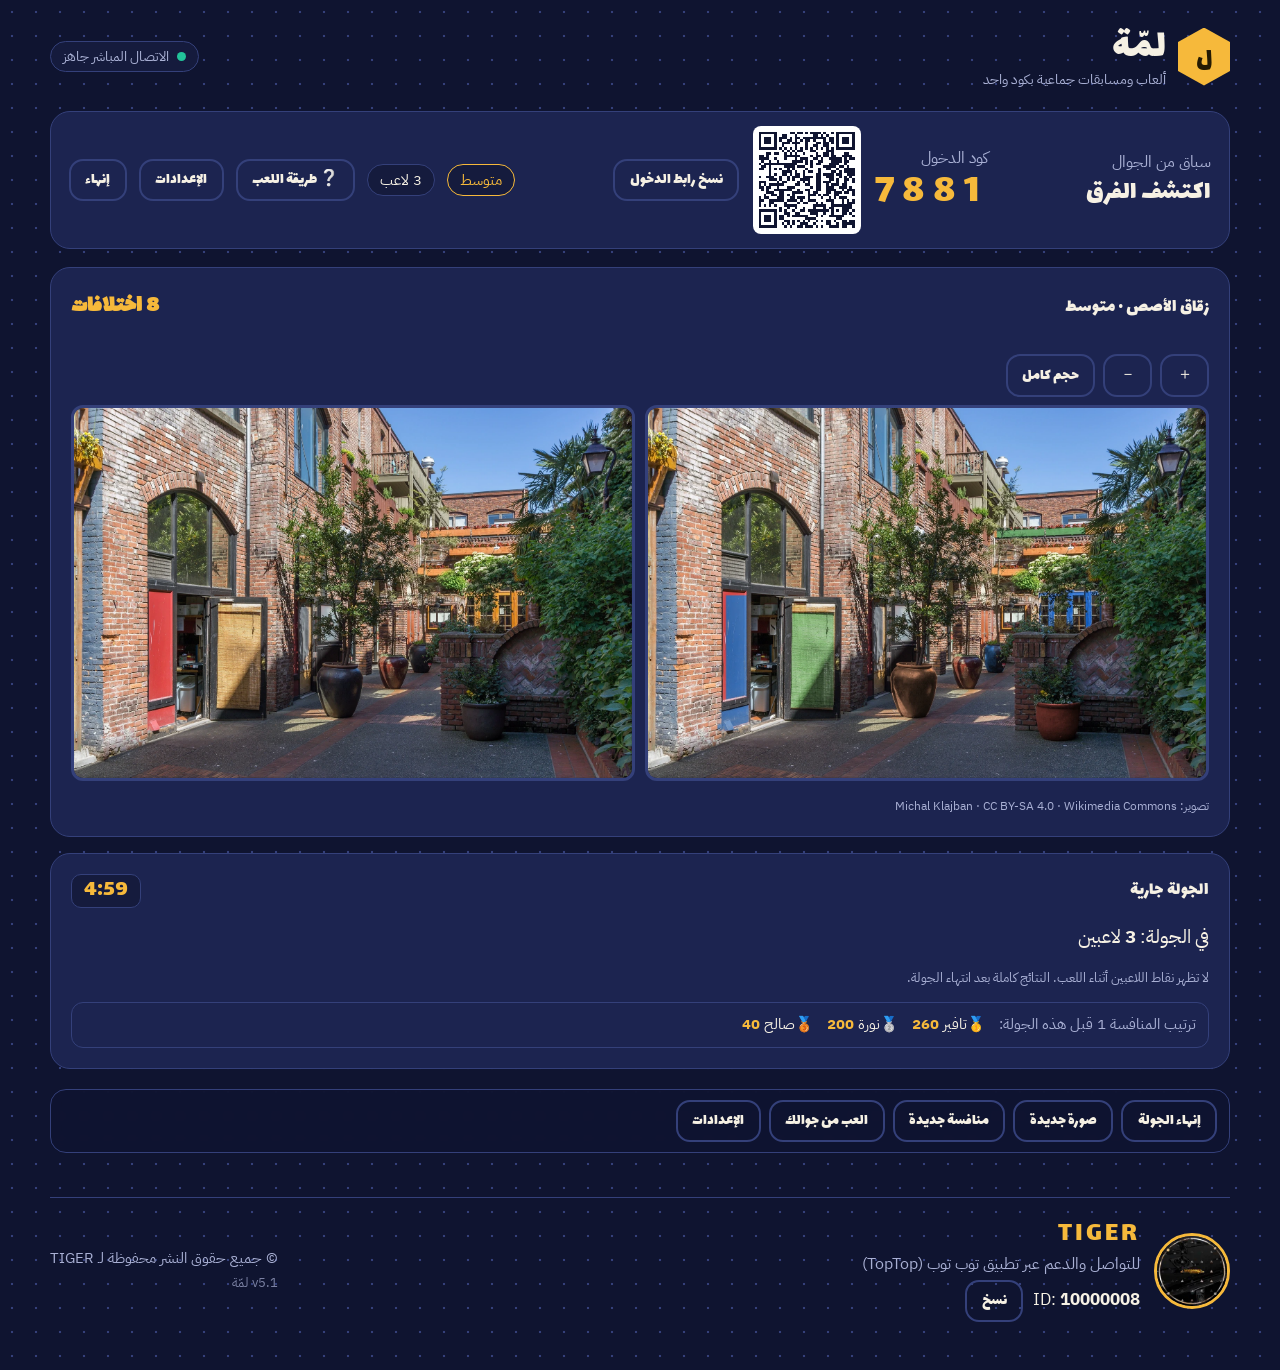 ل
لمّة
ألعاب ومسابقات جماعية بكود واحد
الاتصال المباشر جاهز
سباق من الجوال
اكتشف الفرق
كود الدخول
7881
نسخ رابط الدخول
متوسط
3 لاعب
❔ طريقة اللعب
الإعدادات
إنهاء
زقاق الأصص · متوسط
8 اختلافات
+
−
حجم كامل
تصوير: Michal Klajban · CC BY-SA 4.0 · Wikimedia Commons
الجولة جارية
4:59
في الجولة: 3 لاعبين
لا تظهر نقاط اللاعبين أثناء اللعب. النتائج كاملة بعد انتهاء الجولة.
ترتيب المنافسة 1 قبل هذه الجولة: 🥇 تافير 260 🥈 نورة 200 🥉 صالح 40
إنهاء الجولة
صورة جديدة
منافسة جديدة
العب من جوالك
الإعدادات
TIGER
للتواصل والدعم عبر تطبيق توب توب (TopTop)
ID: 10000008
نسخ
© جميع حقوق النشر محفوظة لـ TIGER
لمّة v5.1